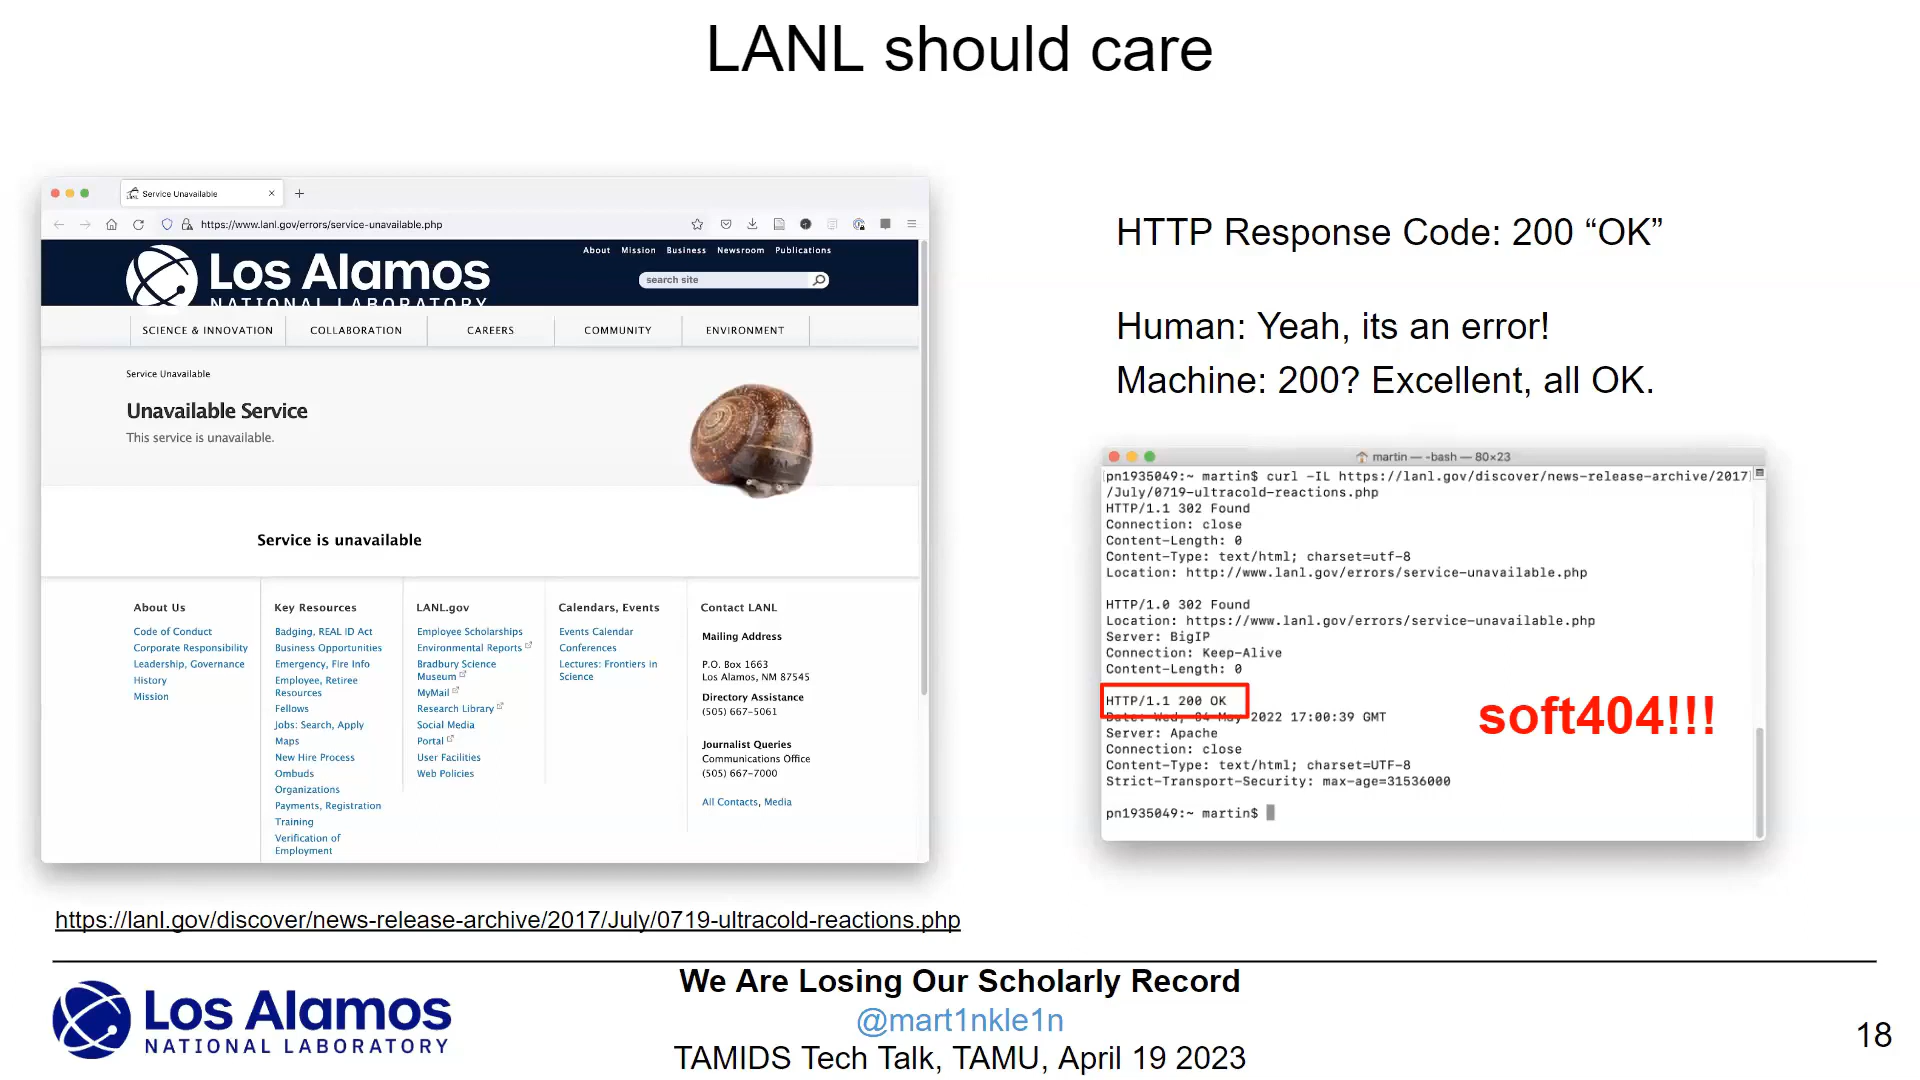 LANL should care
Service Unavailable
https://www.lanl.gov/errors/service-unavailable.php
About Mission Business Newsroom Publications
Los Alamos
NATIONAL LABORATORY
search site
SCIENCE & INNOVATION COLLABORATION CAREERS COMMUNITY ENVIRONMENT
Service Unavailable
Unavailable Service
This service is unavailable.
Service is unavailable
About Us
Code of Conduct
Corporate Responsibility
Leadership, Governance
History
Mission
Key Resources
Badging, REAL ID Act
Business Opportunities
Emergency, Fire Info
Employee, Retiree
Resources
Fellows
Jobs: Search, Apply
Maps
New Hire Process
Ombuds
Organizations
Payments, Registration
Training
Verification of
Employment
LANL.gov
Employee Scholarships
Environmental Reports
Bradbury Science
Museum
MyMail
Research Library
Social Media
Portal
User Facilities
Web Policies
Calendars, Events
Events Calendar
Conferences
Lectures: Frontiers in
Science
Contact LANL
Mailing Address
P.O. Box 1663
Los Alamos, NM 87545
Directory Assistance
(505) 667-5061
Journalist Queries
Communications Office
(505) 667-7000
All Contacts, Media
https://lanl.gov/discover/news-release-archive/2017/July/0719-ultracold-reactions.php
HTTP Response Code: 200 “OK”
Human: Yeah, its an error!
Machine: 200? Excellent, all OK.
martin — -bash — 80×23
pn1935049:~ martin$ curl -IL https://lanl.gov/discover/news-release-archive/2017
/July/0719-ultracold-reactions.php
HTTP/1.1 302 Found
Connection: close
Content-Length: 0
Content-Type: text/html; charset=utf-8
Location: http://www.lanl.gov/errors/service-unavailable.php
HTTP/1.0 302 Found
Location: https://www.lanl.gov/errors/service-unavailable.php
Server: BigIP
Connection: Keep-Alive
Content-Length: 0
HTTP/1.1 200 OK
Date: Wed, 04 May 2022 17:00:39 GMT
Server: Apache
Connection: close
Content-Type: text/html; charset=UTF-8
Strict-Transport-Security: max-age=31536000
pn1935049:~ martin$
soft404!!!
Los Alamos
NATIONAL LABORATORY
We Are Losing Our Scholarly Record
@mart1nkle1n
TAMIDS Tech Talk, TAMU, April 19 2023
18